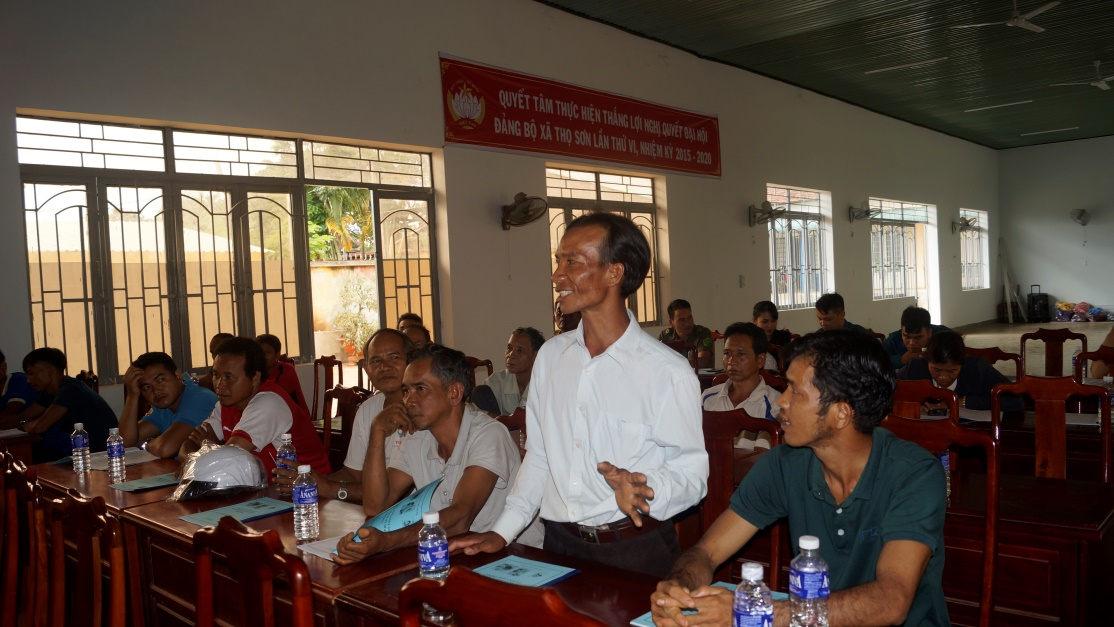 QUYẾT TÂM THỰC HIỆN THẮNG LỢI NGHỊ QUYẾT ĐẠI HỘI
ĐẢNG BỘ XÃ THỌ SƠN LẦN THỨ VI, NHIỆM KỲ 2015 - 2020